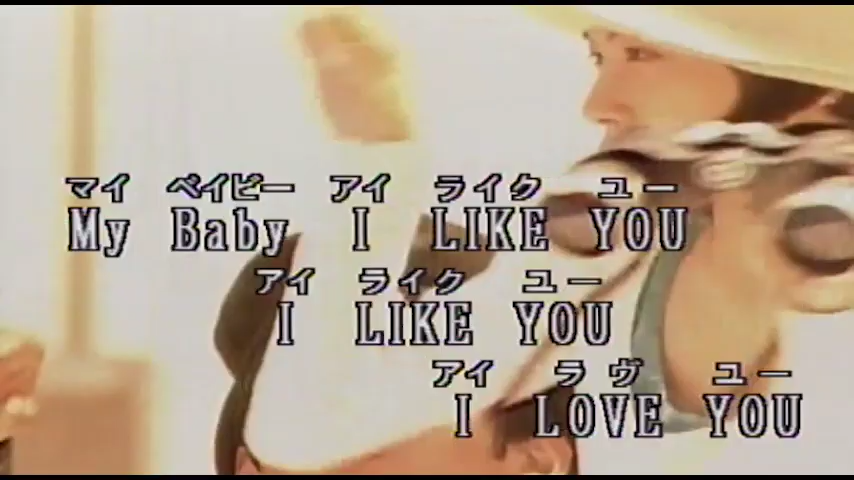 マイ ベイビー アイ ライク ユー
My Baby I LIKE YOU
アイ ライク ユー
I LIKE YOU
アイ ラヴ ユー
I LOVE YOU